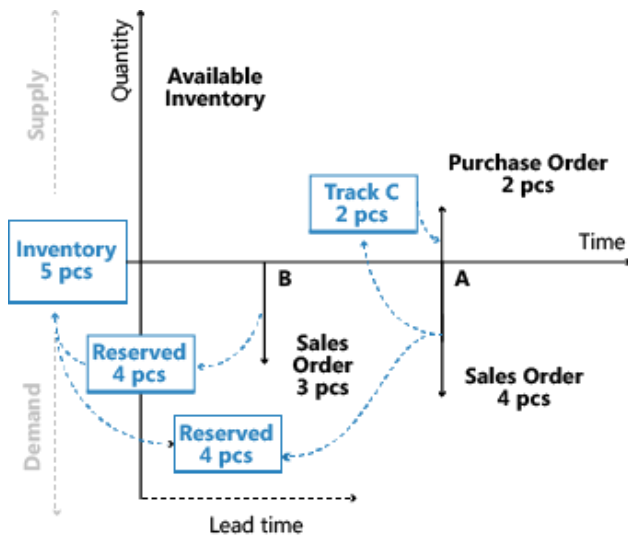 Supply
Quantity
Available
Inventory
Purchase Order
2 pcs
Track C
2 pcs
Time
Inventory
5 pcs
B
A
Reserved
4 pcs
Sales
Order
3 pcs
Sales Order
4 pcs
Reserved
4 pcs
Demand
Lead time